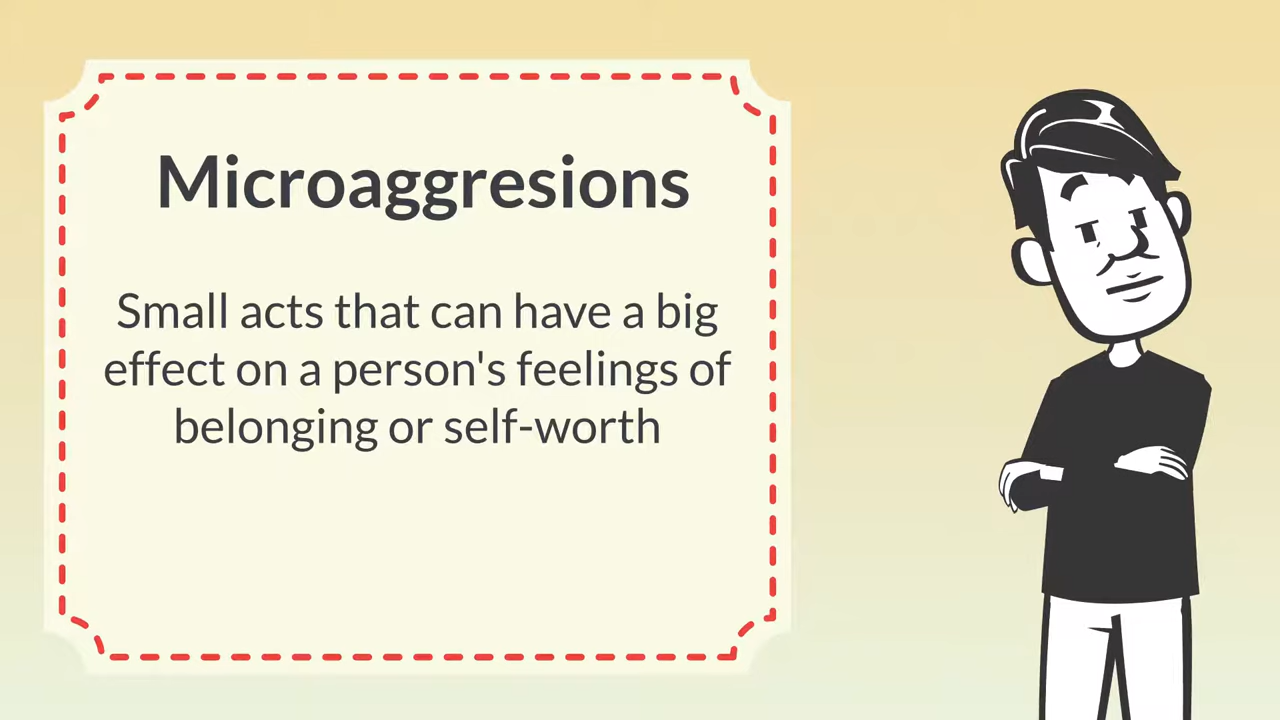 Microaggresions
Small acts that can have a big
effect on a person's feelings of
belonging or self-worth